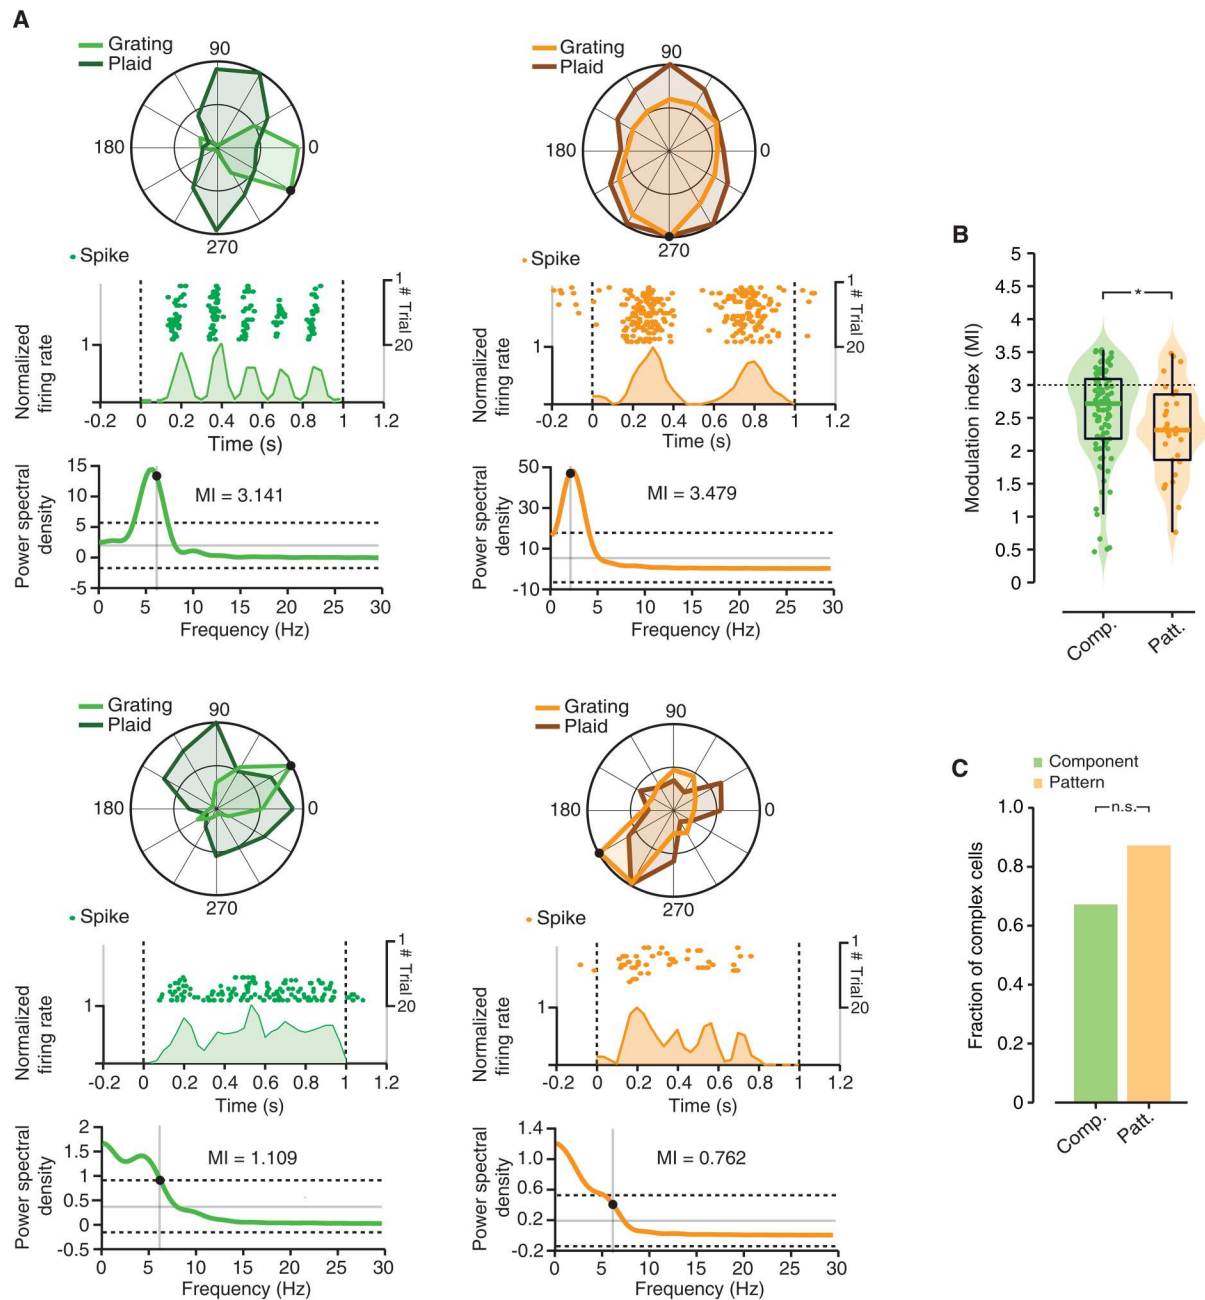 A
Grating
Plaid
90
180
0
270
Spike
1
# Trial
20
Normalized
firing rate
1
-0.2 0 0.2 0.4 0.6 0.8 1 1.2
Time (s)
Power spectral
density
15
10
5
0
-5
MI = 3.141
0 5 10 15 20 25 30
Frequency (Hz)
Grating
Plaid
90
180
0
270
Spike
1
# Trial
20
Normalized
firing rate
1
-0.2 0 0.2 0.4 0.6 0.8 1 1.2
Time (s)
Power spectral
density
50
30
10
-10
MI = 3.479
0 5 10 15 20 25 30
Frequency (Hz)
Grating
Plaid
90
180
0
270
Spike
1
# Trial
20
Normalized
firing rate
1
-0.2 0 0.2 0.4 0.6 0.8 1 1.2
Time (s)
Power spectral
density
2
1.5
1
0.5
0
-0.5
MI = 1.109
0 5 10 15 20 25 30
Frequency (Hz)
Grating
Plaid
90
180
0
270
Spike
1
# Trial
20
Normalized
firing rate
1
-0.2 0 0.2 0.4 0.6 0.8 1 1.2
Time (s)
Power spectral
density
1.4
1.0
0.6
0.2
-0.2
MI = 0.762
0 5 10 15 20 25 30
Frequency (Hz)
B
Modulation index (MI)
5
4.5
4
3.5
3
2.5
2
1.5
1
0.5
0
*
Comp.
Patt.
C
Component
Pattern
Fraction of complex cells
1.0
0.8
0.6
0.4
0.2
0
n.s.
Comp.
Patt.